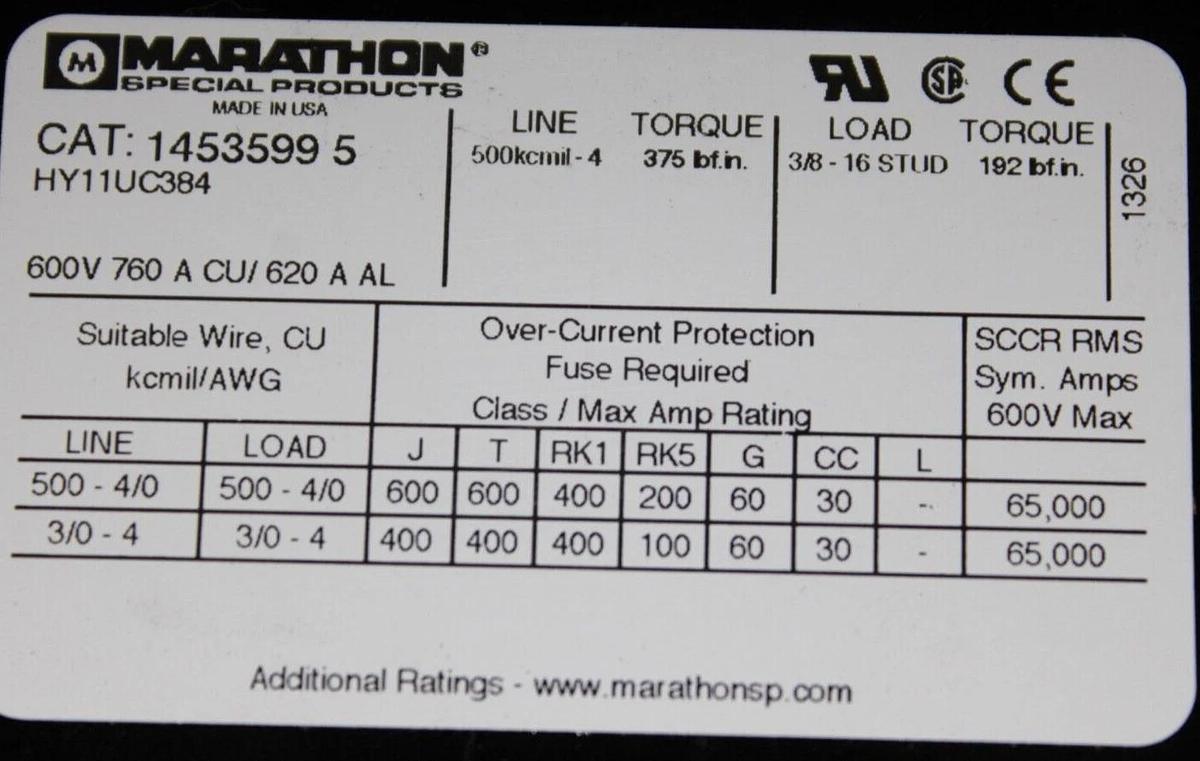 M MARATHON®
SPECIAL PRODUCTS
MADE IN USA
CAT: 1453599 5
HY11UC384
600V 760 A CU/ 620 A AL
LINE TORQUE
500kcmil - 4 375 lbf.in.
RU SP CE
LOAD TORQUE
3/8 - 16 STUD 192 lbf.in.
1326
Suitable Wire, CU
kcmil/AWG
Over-Current Protection
Fuse Required
Class / Max Amp Rating
SCCR RMS
Sym. Amps
600V Max
LINE LOAD J T RK1 RK5 G CC L
500 - 4/0 500 - 4/0 600 600 400 200 60 30 - 65,000
3/0 - 4 3/0 - 4 400 400 400 100 60 30 - 65,000
Additional Ratings - www.marathonsp.com